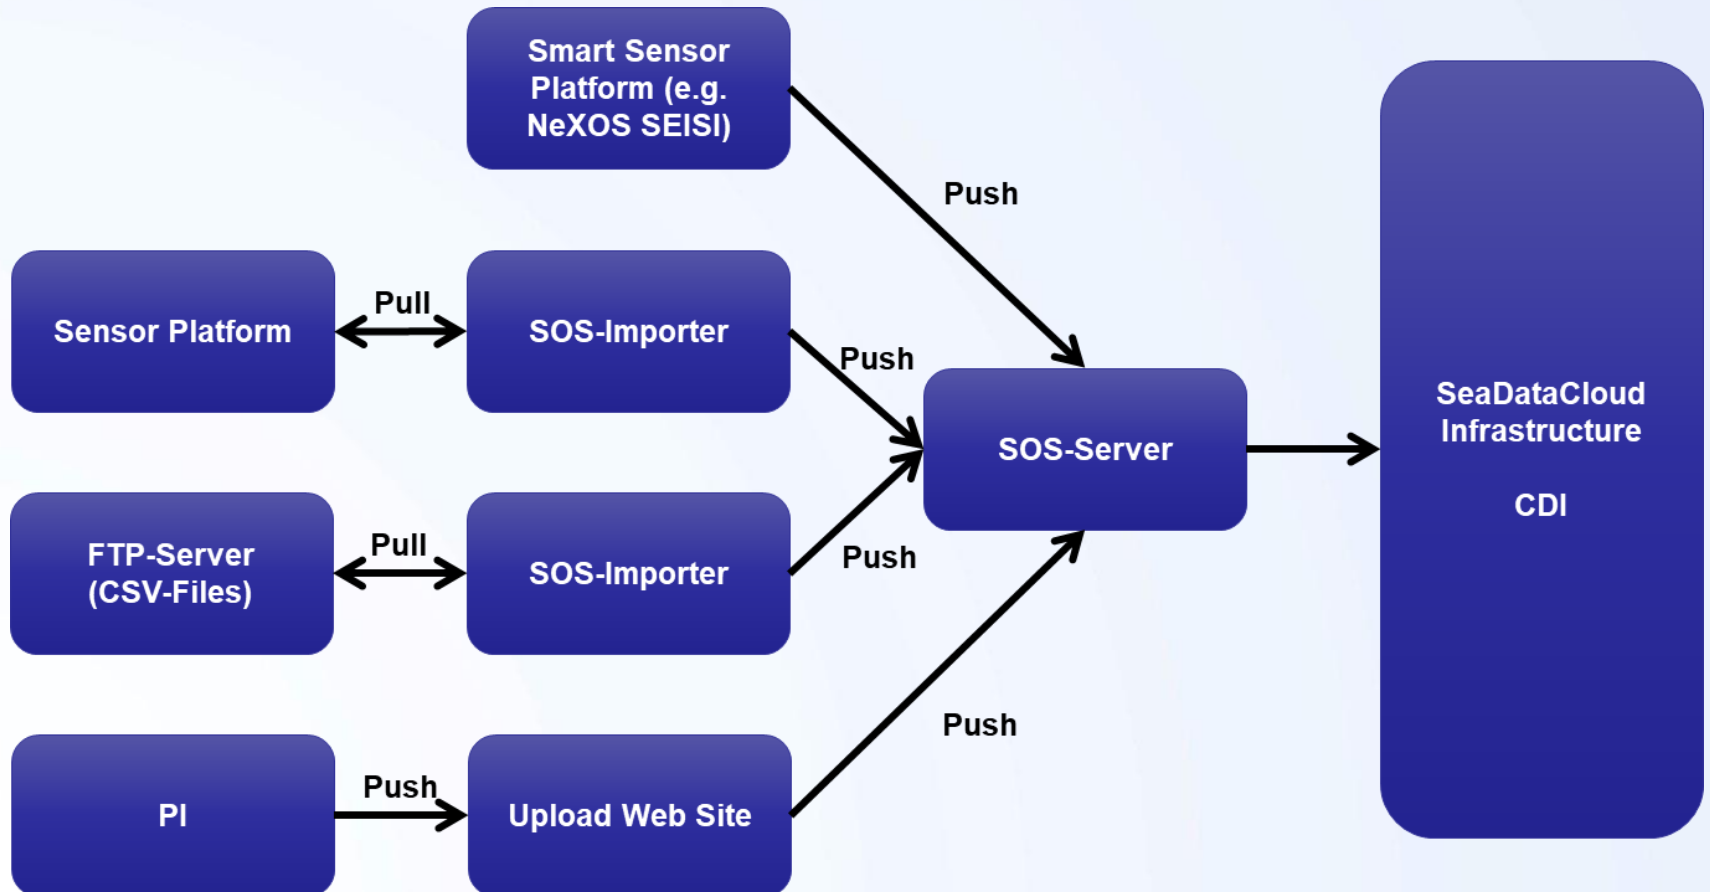 Smart Sensor
Platform (e.g.
NeXOS SEISI)
Push
Sensor Platform
Pull
SOS-Importer
Push
SOS-Server
SeaDataCloud
Infrastructure
CDI
FTP-Server
(CSV-Files)
Pull
SOS-Importer
Push
PI
Push
Upload Web Site
Push